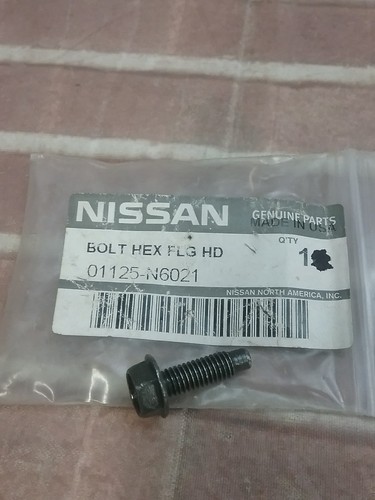 NISSAN GENUINE PARTS
MADE IN USA
BOLT HEX FLG HD Q'TY
01125-N6021 1
NISSAN NORTH AMERICA, INC.